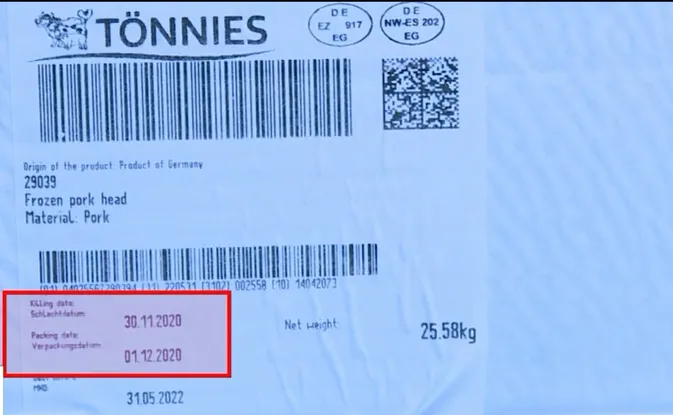 TÖNNIES
DE
EZ 917
EG
DE
NW-ES 202
EG
Origin of the product: Product of Germany
29039
Frozen pork head
Material: Pork
(11) 220531 (3102) 002558 (10) 14042073
Killing date:
Schlachtdatum:
30.11.2020
Packing date:
Verpackungsdatum:
01.12.2020
Net weight:
25.58kg
MHD:
31.05.2022